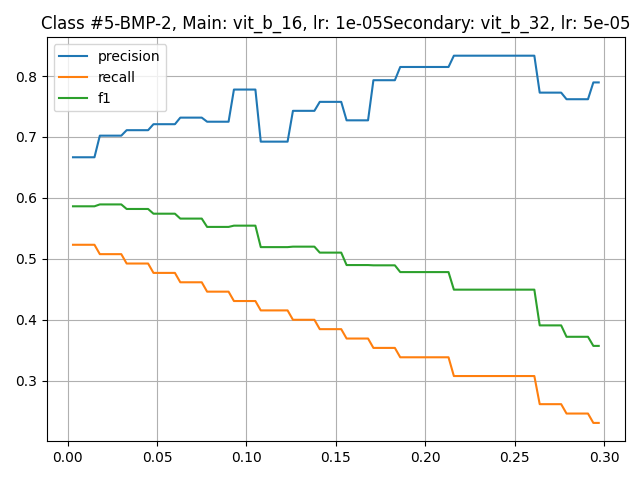 Class #5-BMP-2, Main: vit_b_16, lr: 1e-05Secondary: vit_b_32, lr: 5e-05
precision
recall
f1
0.8
0.7
0.6
0.5
0.4
0.3
0.00 0.05 0.10 0.15 0.20 0.25 0.30